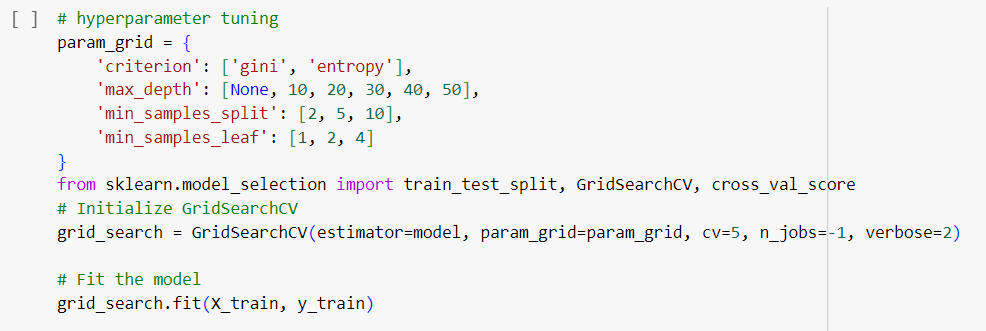 [ ] # hyperparameter tuning
param_grid = {
    'criterion': ['gini', 'entropy'],
    'max_depth': [None, 10, 20, 30, 40, 50],
    'min_samples_split': [2, 5, 10],
    'min_samples_leaf': [1, 2, 4]
}
from sklearn.model_selection import train_test_split, GridSearchCV, cross_val_score
# Initialize GridSearchCV
grid_search = GridSearchCV(estimator=model, param_grid=param_grid, cv=5, n_jobs=-1, verbose=2)
# Fit the model
grid_search.fit(X_train, y_train)